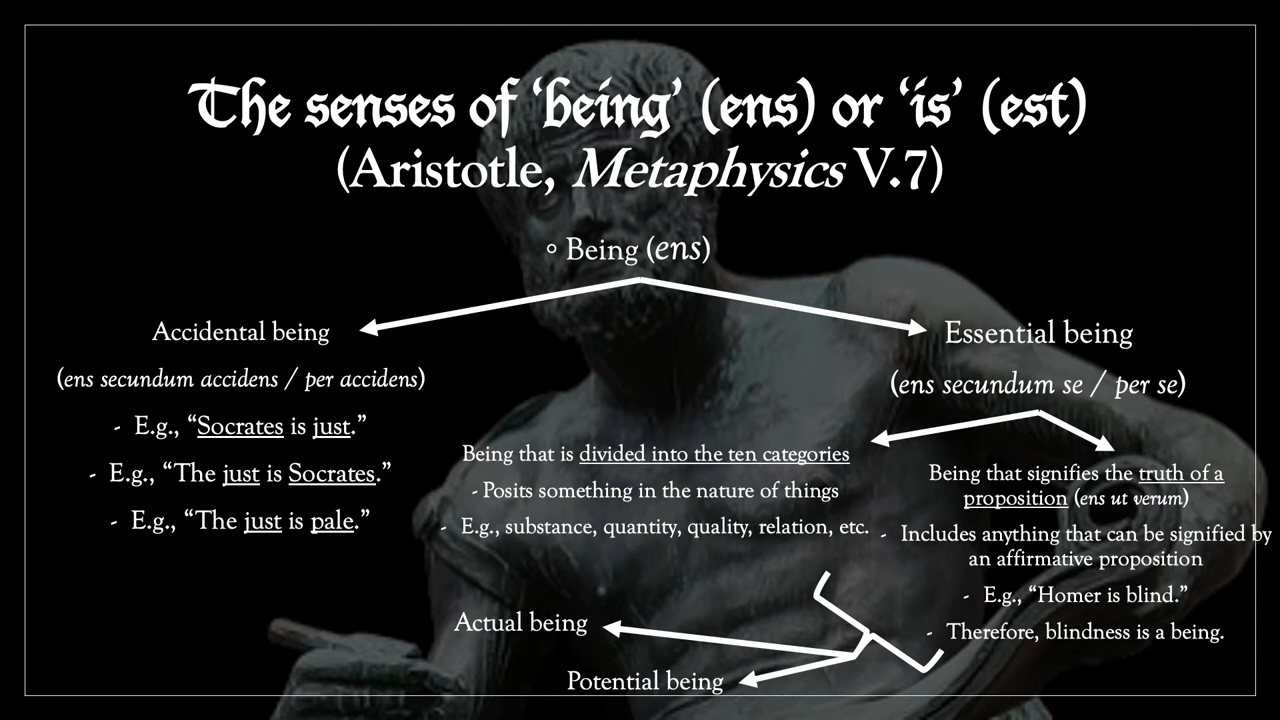 The senses of ‘being’ (ens) or ‘is’ (est)
(Aristotle, Metaphysics V.7)
◦ Being (ens)
Accidental being
(ens secundum accidens / per accidens)
- E.g., “Socrates is just.”
- E.g., “The just is Socrates.”
- E.g., “The just is pale.”
Essential being
(ens secundum se / per se)
Being that is divided into the ten categories
- Posits something in the nature of things
- E.g., substance, quantity, quality, relation, etc.
Being that signifies the truth of a
proposition (ens ut verum)
- Includes anything that can be signified by
an affirmative proposition
- E.g., “Homer is blind.”
- Therefore, blindness is a being.
Actual being
Potential being